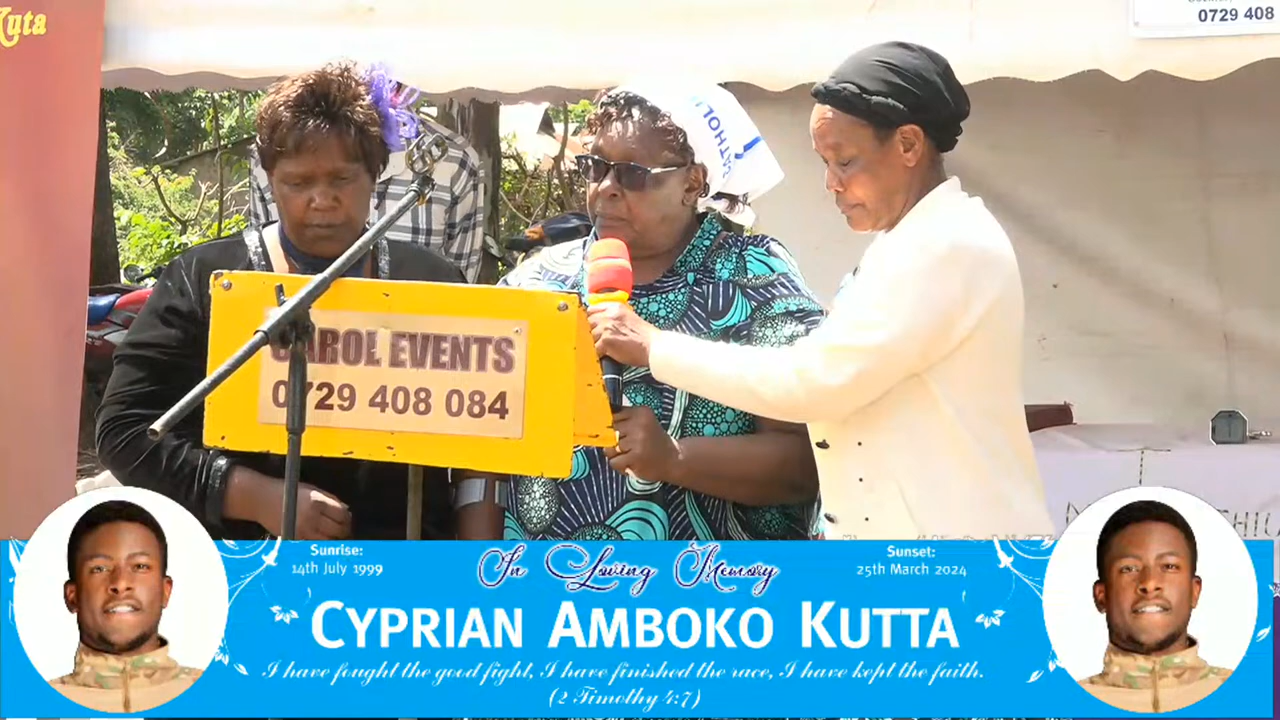 Kuta
0729 408
CATHOLI
CAROL EVENTS
0729 408 084
Sunrise:
14th July 1999
In Loving Memory
Sunset:
25th March 2024
CYPRIAN AMBOKO KUTTA
I have fought the good fight, I have finished the race, I have kept the faith.
(2 Timothy 4:7)